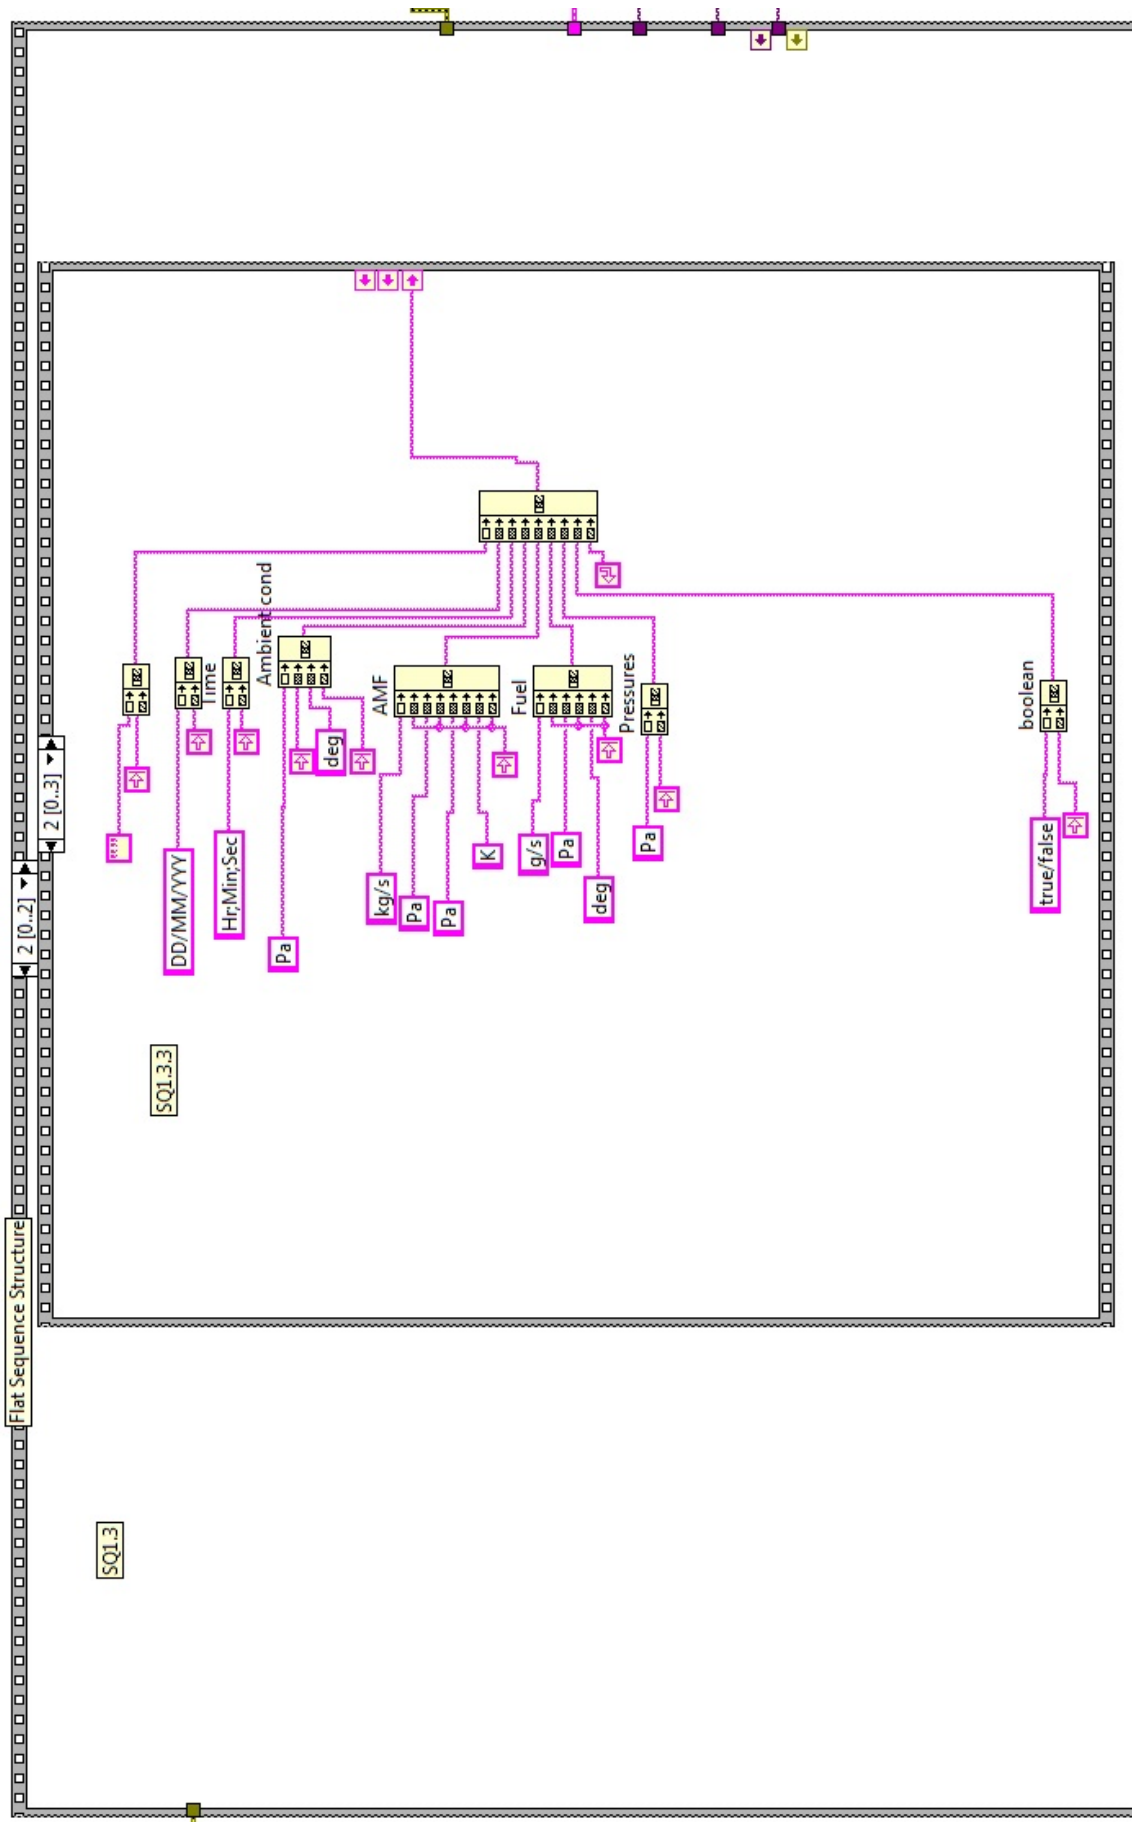 Flat Sequence Structure
2 [0..2]
2 [0..3]
SQ1.3
SQ1.3.3
DD/MM/YYY
Time
Hr;Min;Sec
Ambient cond
Pa
deg
AMF
kg/s
Pa
Pa
K
Fuel
g/s
Pa
deg
Pressures
Pa
boolean
true/false